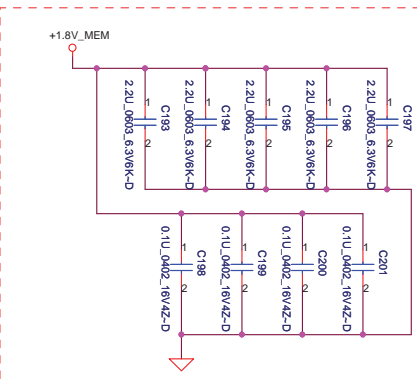 +1.8V_MEM
2.2U_0603_6.3V6K~D
1
2
C193
2.2U_0603_6.3V6K~D
1
2
C194
2.2U_0603_6.3V6K~D
1
2
C195
2.2U_0603_6.3V6K~D
1
2
C196
2.2U_0603_6.3V6K~D
1
2
C197
0.1U_0402_16V4Z~D
1
2
C198
0.1U_0402_16V4Z~D
1
2
C199
0.1U_0402_16V4Z~D
1
2
C200
0.1U_0402_16V4Z~D
1
2
C201